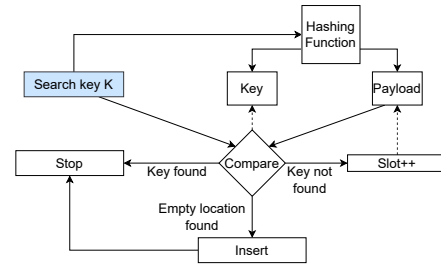 Hashing
Function
Search key K
Key
Payload
Stop
Key found
Compare
Key not
found
Slot++
Empty location
found
Insert